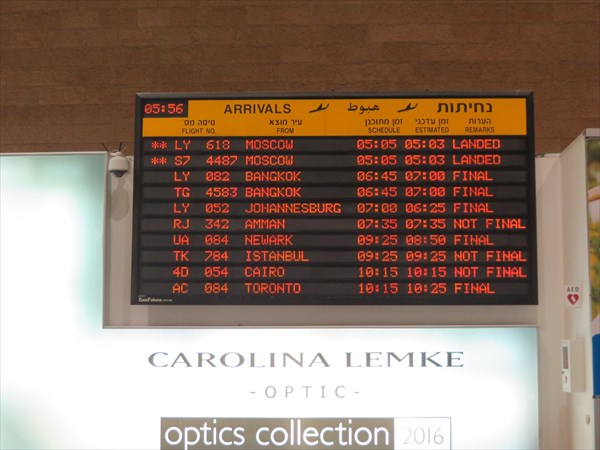 05:56 ARRIVALS هبوط נחיתות
טיסה מס עיר מוצא זמן מתוכנן זמן עדכני הערות
FLIGHT NO. FROM SCHEDULE ESTIMATED REMARKS
** LY 618 MOSCOW 05:05 05:03 LANDED
** S7 4487 MOSCOW 05:05 05:03 LANDED
LY 082 BANGKOK 06:45 07:00 FINAL
TG 4583 BANGKOK 06:45 07:00 FINAL
LY 052 JOHANNESBURG 07:00 06:25 FINAL
RJ 342 AMMAN 07:35 07:35 NOT FINAL
UA 084 NEWARK 09:25 08:50 FINAL
TK 784 ISTANBUL 09:25 09:25 NOT FINAL
4D 054 CAIRO 10:15 10:15 NOT FINAL
AC 084 TORONTO 10:15 10:25 FINAL
AED
CAROLINA LEMKE
- OPTIC -
optics collection 2016